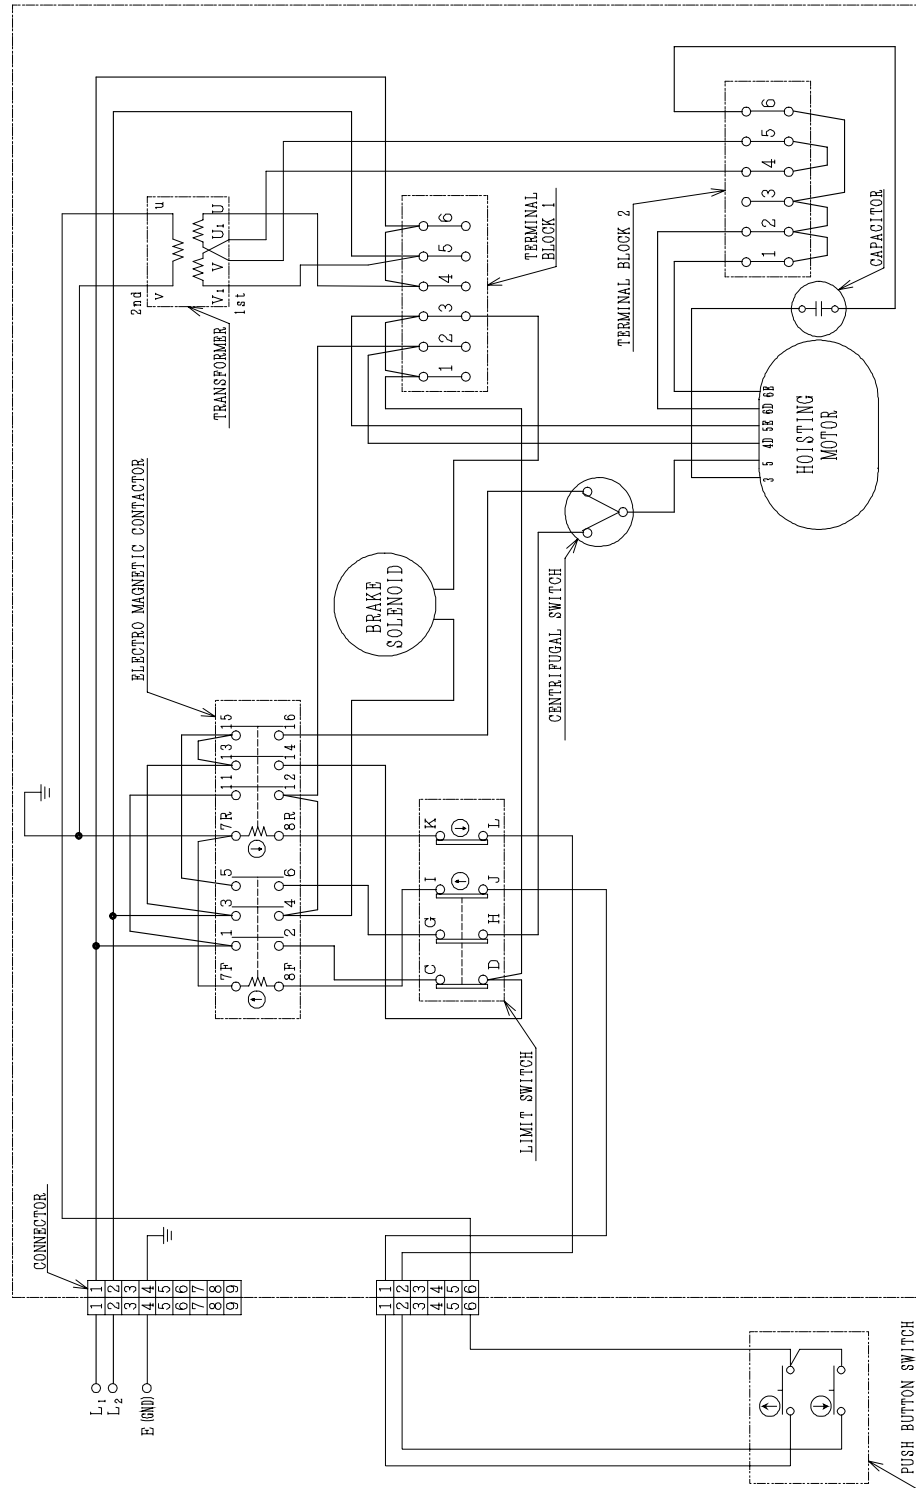 2nd
v
u
V₁
V
U₁
U
1st
TRANSFORMER
1
2
3
4
5
6
TERMINAL
BLOCK 1
1
2
3
4
5
6
TERMINAL BLOCK 2
CAPACITOR
3
5
4D
5E
6D
6E
HOISTING
MOTOR
CENTRIFUGAL SWITCH
BRAKE
SOLENOID
ELECTRO MAGNETIC CONTACTOR
7F
1
3
5
7R
11
13
15
8F
2
4
6
8R
12
14
16
C
G
I
K
D
H
J
L
LIMIT SWITCH
CONNECTOR
1 1
2 2
3 3
4 4
5 5
6 6
7 7
8 8
9 9
L₁
L₂
E (GND)
1 1
2 2
3 3
4 4
5 5
6 6
PUSH BUTTON SWITCH